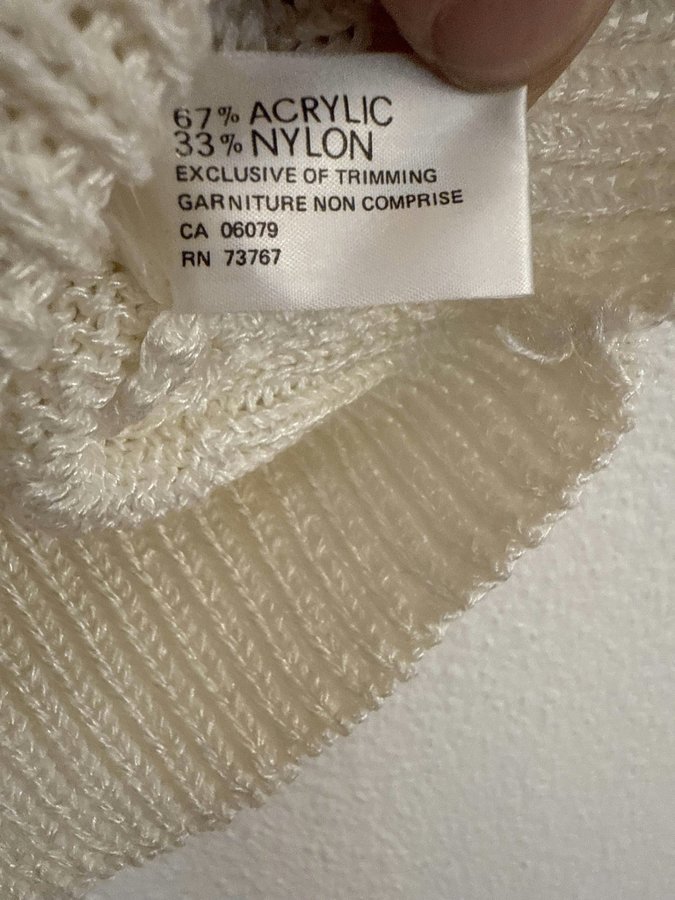 67% ACRYLIC
33% NYLON
EXCLUSIVE OF TRIMMING
GARNITURE NON COMPRISE
CA 06079
RN 73767